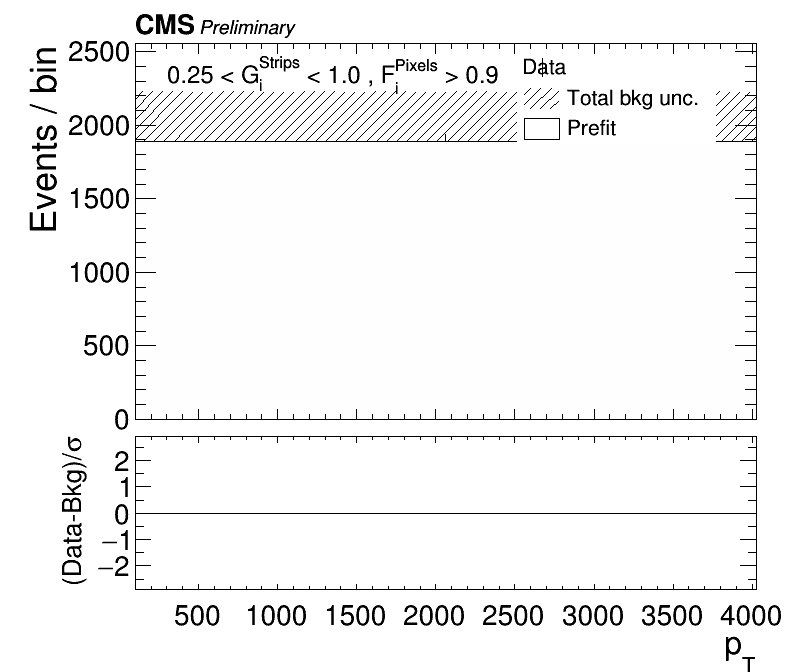 CMS Preliminary
0.25 < G_i^Strips < 1.0 , F_i^Pixels > 0.9
Data
Total bkg unc.
Prefit
Events / bin
2500
2000
1500
1000
500
0
(Data-Bkg)/σ
2
1
0
−1
−2
500 1000 1500 2000 2500 3000 3500 4000
p_T